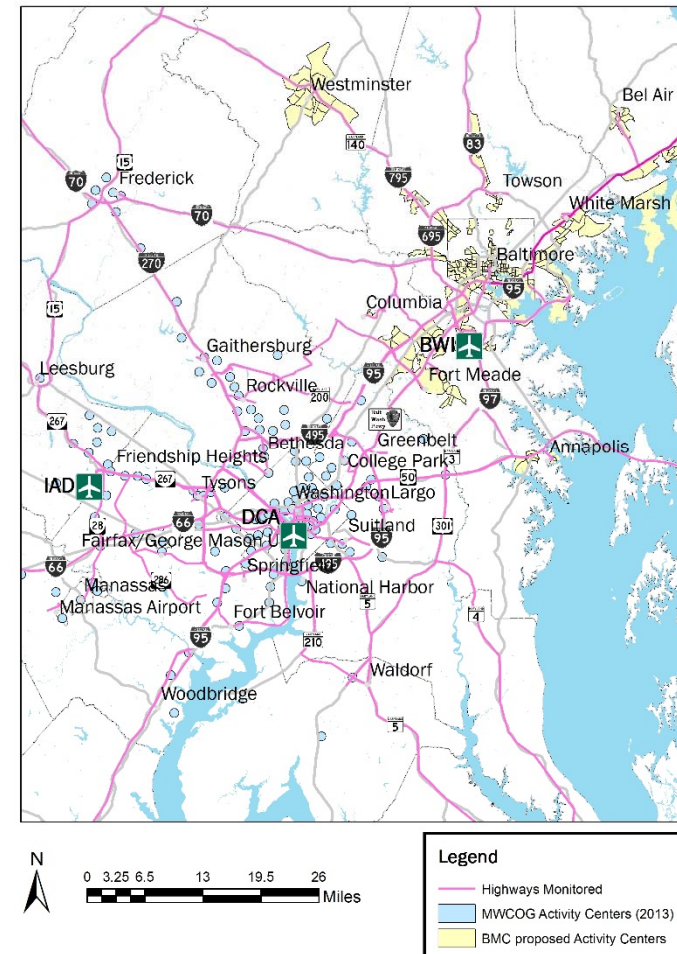 Westminster
Bel Air
140
83
795
Towson
15
Frederick
70
White Marsh
70
695
270
Baltimore
95
Columbia
15
Gaithersburg
BWI
Leesburg
Rockville
95
Fort Meade
200
97
267
495
Bethesda
Greenbelt
Annapolis
Friendship Heights
College Park
3
IAD
Tysons
267
50
Washington
Largo
DCA
301
28
66
Suitland
Fairfax/George Mason U
95
66
Springfield
495
Manassas
286
National Harbor
Manassas Airport
Fort Belvoir
5
4
95
210
Waldorf
Woodbridge
5
N
0 3.25 6.5 13 19.5 26
Miles
Legend
Highways Monitored
MWCOG Activity Centers (2013)
BMC proposed Activity Centers